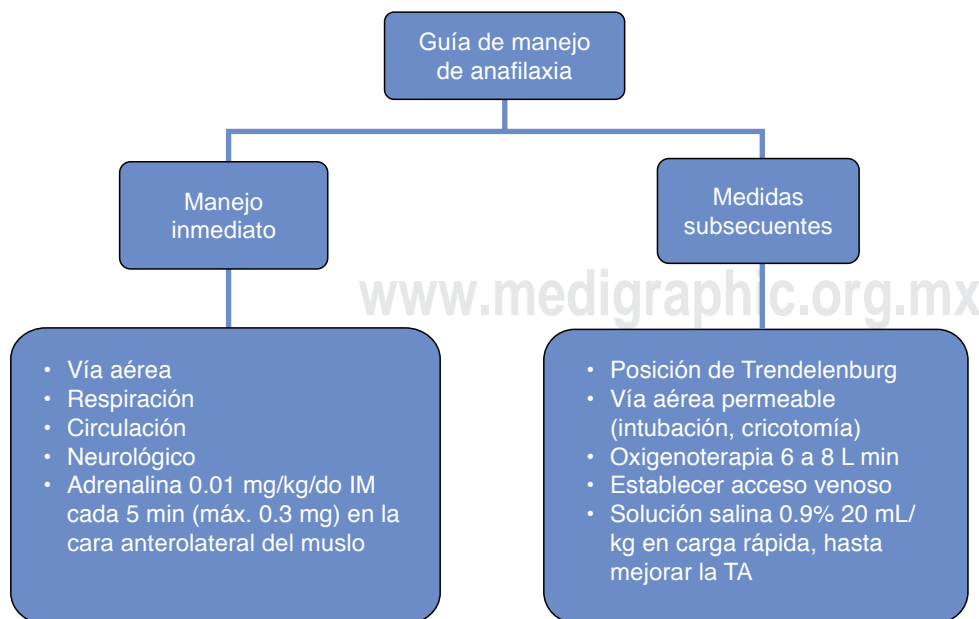 Guía de manejo
de anafilaxia
Manejo
inmediato
Medidas
subsecuentes
www.medigraphic.org.mx
• Vía aérea
• Respiración
• Circulación
• Neurológico
• Adrenalina 0.01 mg/kg/do IM
cada 5 min (máx. 0.3 mg) en la
cara anterolateral del muslo
• Posición de Trendelenburg
• Vía aérea permeable
(intubación, cricotomía)
• Oxigenoterapia 6 a 8 L min
• Establecer acceso venoso
• Solución salina 0.9% 20 mL/
kg en carga rápida, hasta
mejorar la TA